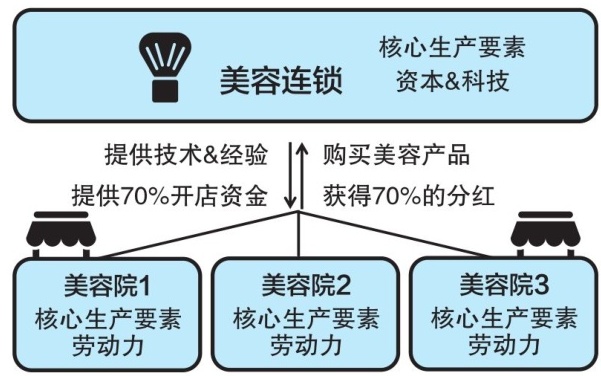 美容连锁
核心生产要素
资本&科技
提供技术&经验
提供70%开店资金
购买美容产品
获得70%的分红
美容院1
核心生产要素
劳动力
美容院2
核心生产要素
劳动力
美容院3
核心生产要素
劳动力